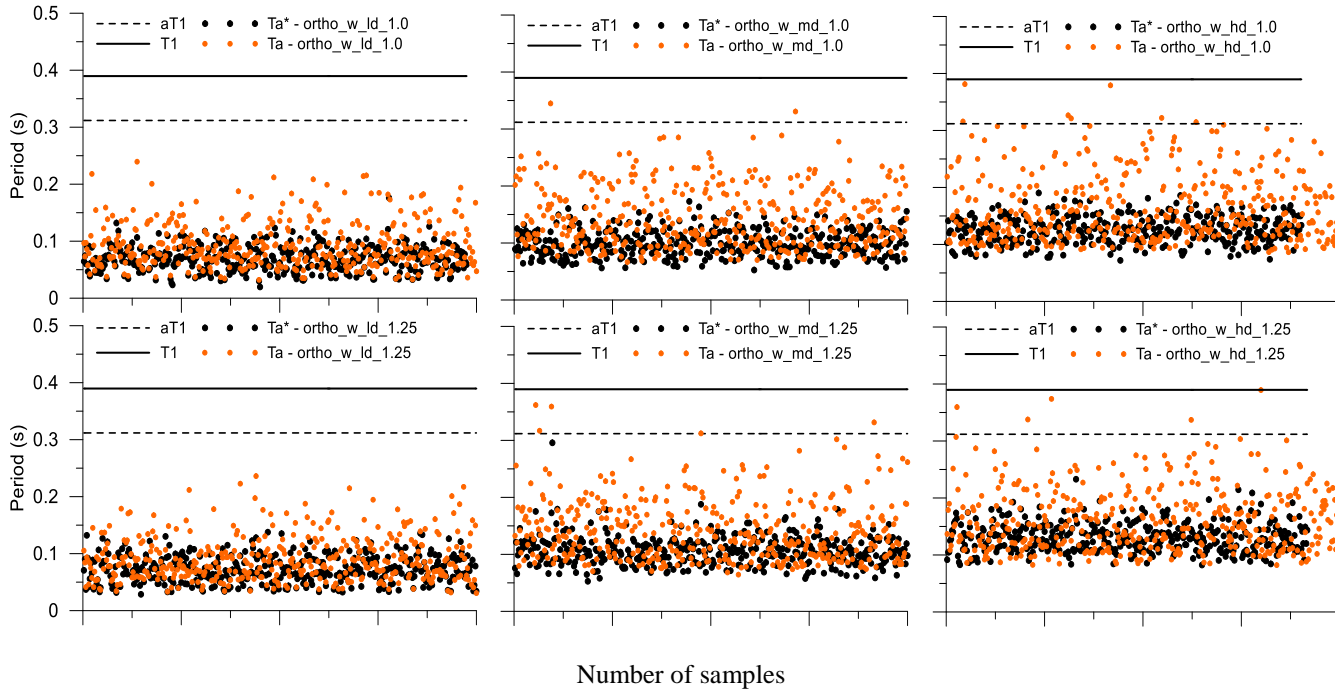 0.5
aT1 Ta* - ortho_w_ld_1.0
T1 Ta - ortho_w_ld_1.0
aT1 Ta* - ortho_w_md_1.0
T1 Ta - ortho_w_md_1.0
aT1 Ta* - ortho_w_hd_1.0
T1 Ta - ortho_w_hd_1.0
0.4
0.3
0.2
0.1
0
Period (s)
0.5
aT1 Ta* - ortho_w_ld_1.25
T1 Ta - ortho_w_ld_1.25
aT1 Ta* - ortho_w_md_1.25
T1 Ta - ortho_w_md_1.25
aT1 Ta* - ortho_w_hd_1.25
T1 Ta - ortho_w_hd_1.25
0.4
0.3
0.2
0.1
0
Period (s)
Number of samples